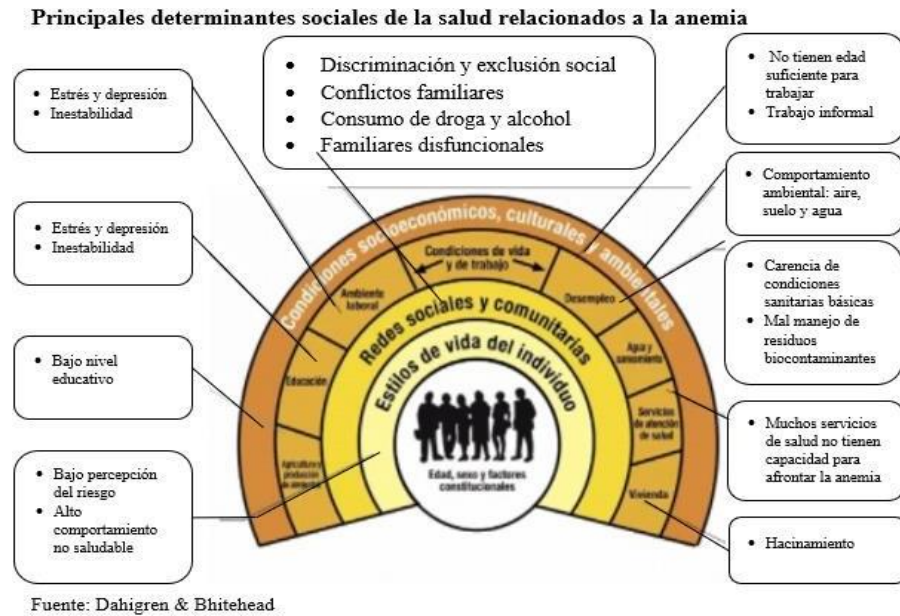 Principales determinantes sociales de la salud relacionados a la anemia
• Estrés y depresión
• Inestabilidad
• Discriminación y exclusión social
• Conflictos familiares
• Consumo de droga y alcohol
• Familiares disfuncionales
• No tienen edad
suficiente para
trabajar
• Trabajo informal
• Estrés y depresión
• Inestabilidad
• Comportamiento
ambiental: aire,
suelo y agua
• Bajo nivel
educativo
• Carencia de
condiciones
sanitarias básicas
• Mal manejo de
residuos
biocontaminantes
• Bajo percepción
del riesgo
• Alto
comportamiento
no saludable
• Muchos servicios
de salud no tienen
capacidad para
afrontar la anemia
• Hacinamiento
Condiciones socioeconómicos, culturales y ambientales
Condiciones de vida
y de trabajo
Ambiente
laboral
Desempleo
Educación
Agua y
saneamiento
Agricultura y
producción
de alimentos
Servicios
de atención
de salud
Vivienda
Redes sociales y comunitarias
Estilos de vida del indivíduo
Edad, sexo y factores
constitucionales
Fuente: Dahigren & Bhitehead